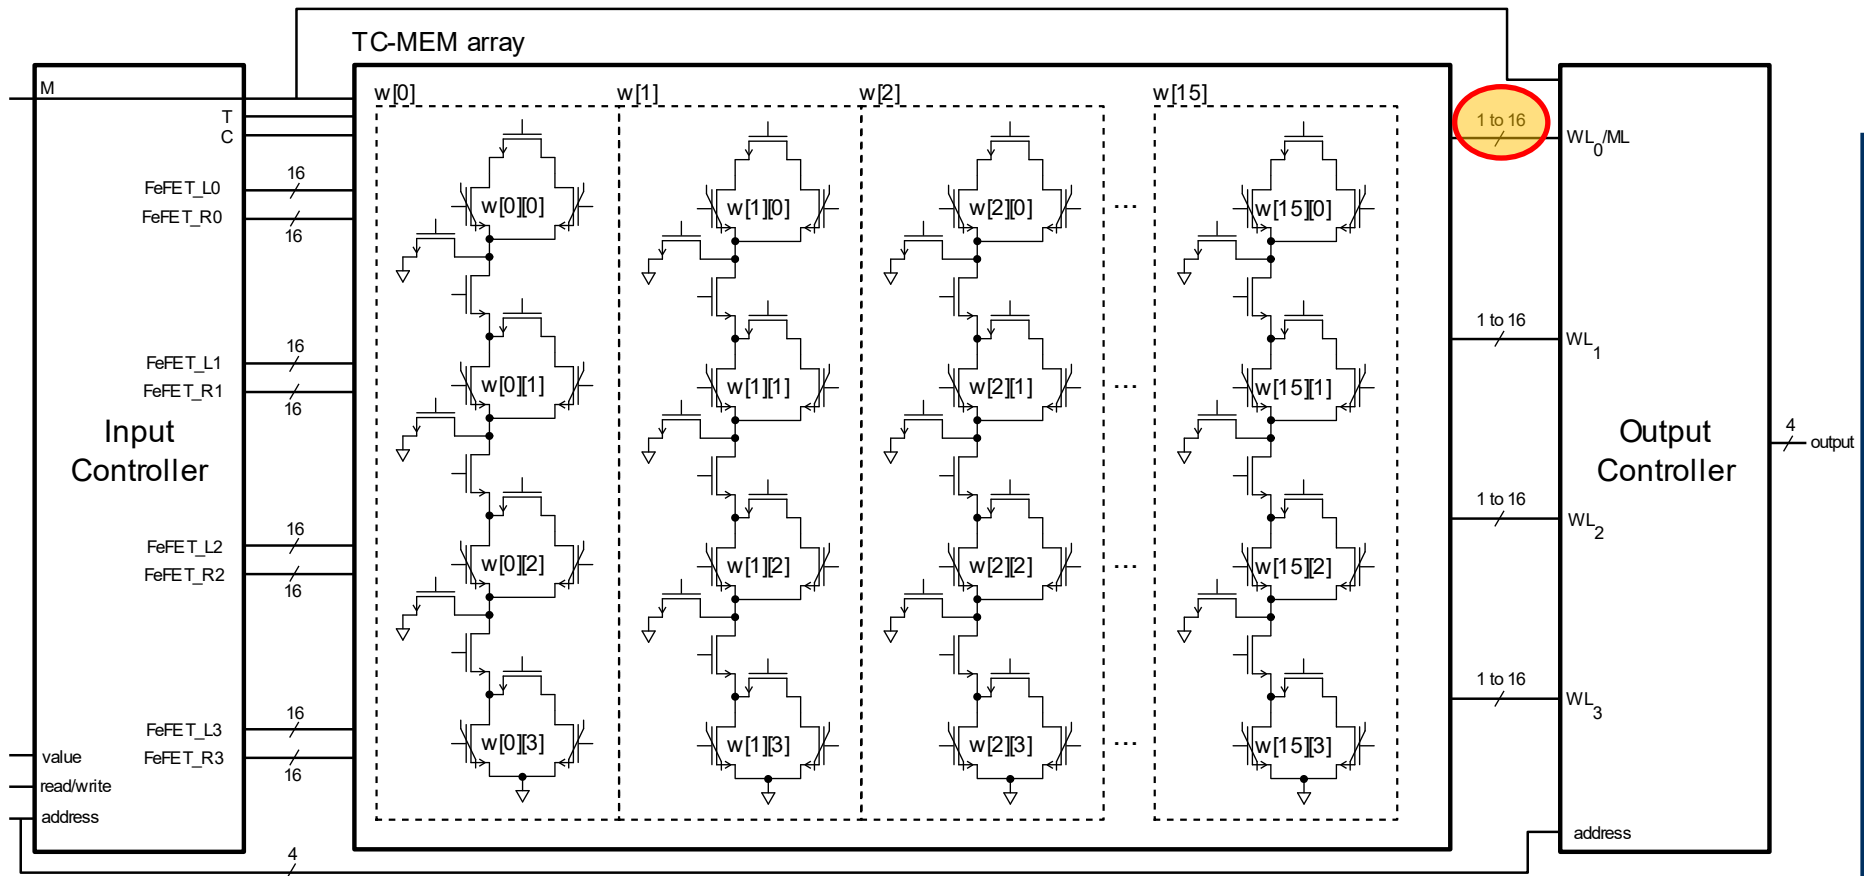 TC-MEM array
M
T
C
FeFET_L0
FeFET_R0
FeFET_L1
FeFET_R1
Input
Controller
FeFET_L2
FeFET_R2
FeFET_L3
FeFET_R3
value
read/write
address
16
16
16
16
16
16
16
16
4
w[0]
w[1]
w[2]
w[15]
w[0][0]
w[1][0]
w[2][0]
...
w[15][0]
w[0][1]
w[1][1]
w[2][1]
...
w[15][1]
w[0][2]
w[1][2]
w[2][2]
...
w[15][2]
w[0][3]
w[1][3]
w[2][3]
...
w[15][3]
1 to 16
1 to 16
1 to 16
1 to 16
WL0/ML
WL1
WL2
WL3
Output
Controller
address
4
output